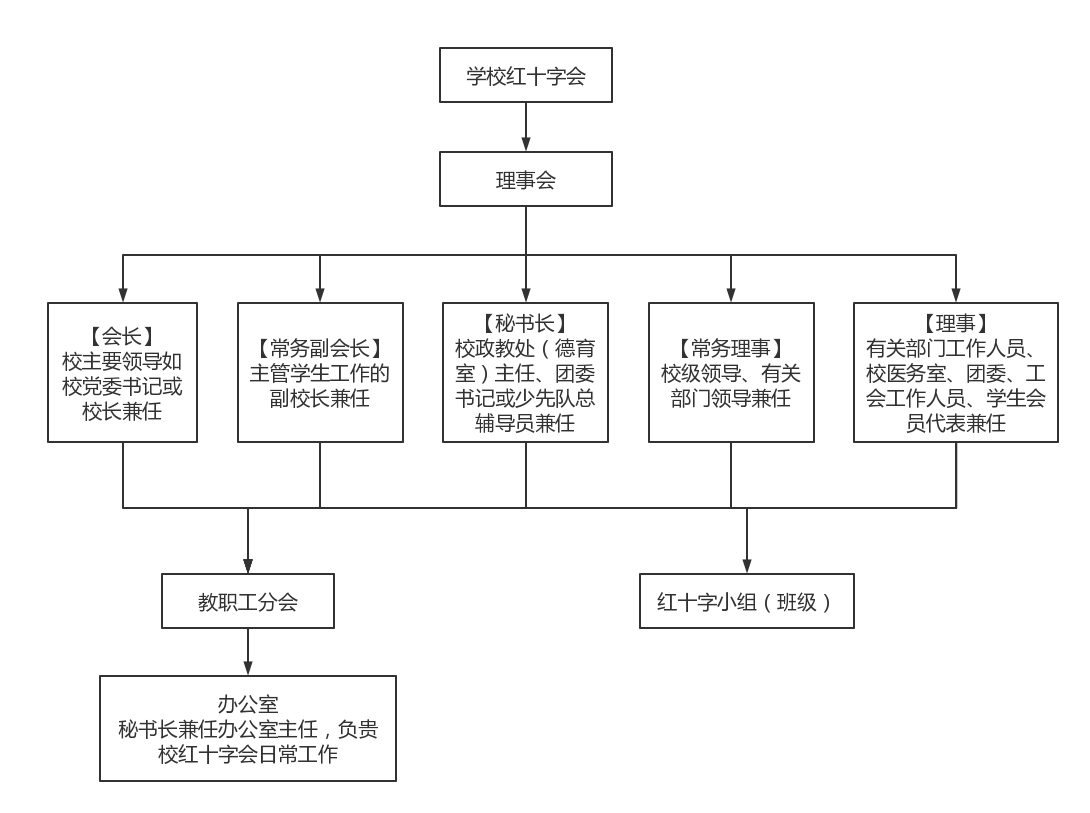 学校红十字会
理事会
【会长】
校主要领导如
校党委书记或
校长兼任
【常务副会长】
主管学生工作的
副校长兼任
【秘书长】
校政教处（德育
室）主任、团委
书记或少先队总
辅导员兼任
【常务理事】
校级领导、有关
部门领导兼任
【理事】
有关部门工作人员、
校医务室、团委、工
会工作人员、学生会
员代表兼任
教职工分会
红十字小组（班级）
办公室
秘书长兼任办公室主任，负贵
校红十字会日常工作